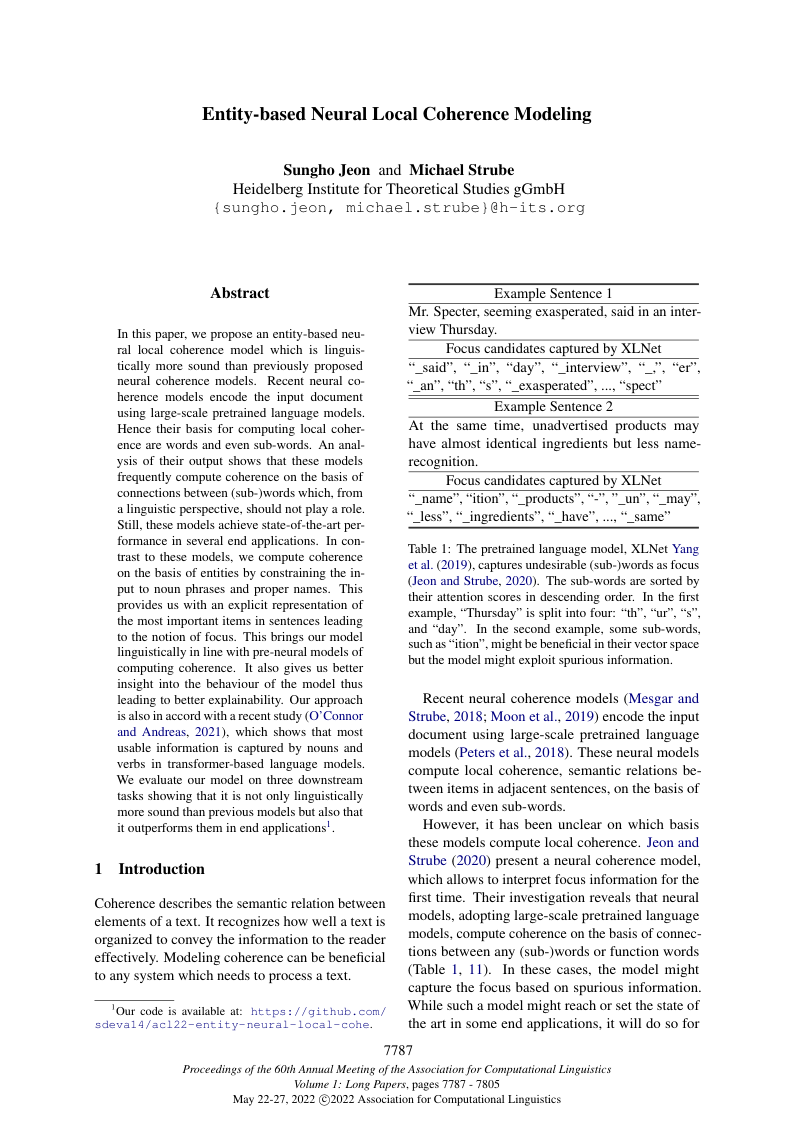 Entity-based Neural Local Coherence Modeling
Sungho Jeon and Michael Strube
Heidelberg Institute for Theoretical Studies gGmbH
{sungho.jeon, michael.strube}@h-its.org
Abstract
In this paper, we propose an entity-based neu-
ral local coherence model which is linguis-
tically more sound than previously proposed
neural coherence models. Recent neural co-
herence models encode the input document
using large-scale pretrained language models.
Hence their basis for computing local coher-
ence are words and even sub-words. An anal-
ysis of their output shows that these models
frequently compute coherence on the basis of
connections between (sub-)words which, from
a linguistic perspective, should not play a role.
Still, these models achieve state-of-the-art per-
formance in several end applications. In con-
trast to these models, we compute coherence
on the basis of entities by constraining the in-
put to noun phrases and proper names. This
provides us with an explicit representation of
the most important items in sentences leading
to the notion of focus. This brings our model
linguistically in line with pre-neural models of
computing coherence. It also gives us better
insight into the behaviour of the model thus
leading to better explainability. Our approach
is also in accord with a recent study (O'Connor
and Andreas, 2021), which shows that most
usable information is captured by nouns and
verbs in transformer-based language models.
We evaluate our model on three downstream
tasks showing that it is not only linguistically
more sound than previous models but also that
it outperforms them in end applications1.
1 Introduction
Coherence describes the semantic relation between
elements of a text. It recognizes how well a text is
organized to convey the information to the reader
effectively. Modeling coherence can be beneficial
to any system which needs to process a text.
1Our code is available at: https://github.com/
sdeva14/acl22-entity-neural-local-cohe.
Example Sentence 1
Mr. Specter, seeming exasperated, said in an inter-
view Thursday.
Focus candidates captured by XLNet
“_said”, “_in”, “day”, “_interview”, “_,”, “er”,
“_an”, “th”, “s”, “_exasperated”, ..., “spect”
Example Sentence 2
At the same time, unadvertised products may
have almost identical ingredients but less name-
recognition.
Focus candidates captured by XLNet
“_name”, “ition”, “_products”, “-”, “_un”, “_may”,
“_less”, “_ingredients”, “_have”, ..., “_same”
Table 1: The pretrained language model, XLNet Yang
et al. (2019), captures undesirable (sub-)words as focus
(Jeon and Strube, 2020). The sub-words are sorted by
their attention scores in descending order. In the first
example, “Thursday” is split into four: “th”, “ur”, “s”,
and “day”. In the second example, some sub-words,
such as “ition”, might be beneficial in their vector space
but the model might exploit spurious information.
Recent neural coherence models (Mesgar and
Strube, 2018; Moon et al., 2019) encode the input
document using large-scale pretrained language
models (Peters et al., 2018). These neural models
compute local coherence, semantic relations be-
tween items in adjacent sentences, on the basis of
words and even sub-words.
However, it has been unclear on which basis
these models compute local coherence. Jeon and
Strube (2020) present a neural coherence model,
which allows to interpret focus information for the
first time. Their investigation reveals that neural
models, adopting large-scale pretrained language
models, compute coherence on the basis of connec-
tions between any (sub-)words or function words
(Table 1, 11). In these cases, the model might
capture the focus based on spurious information.
While such a model might reach or set the state of
the art in some end applications, it will do so for
7787
Proceedings of the 60th Annual Meeting of the Association for Computational Linguistics
Volume 1: Long Papers, pages 7787 - 7805
May 22-27, 2022 ©2022 Association for Computational Linguistics